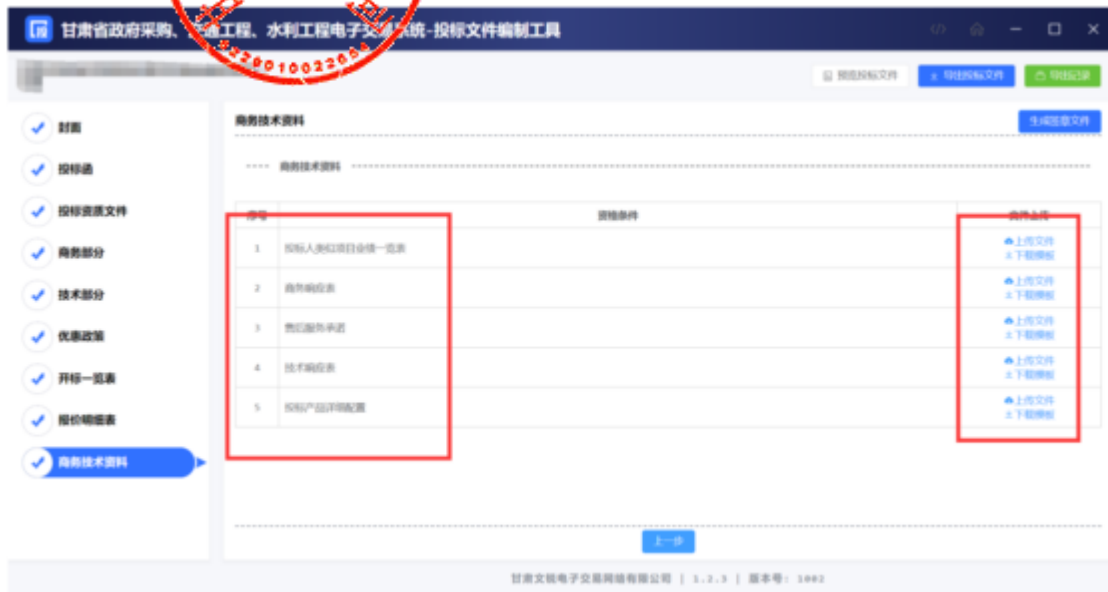 甘肃省政府采购、交通工程、水利工程电子交易系统-投标文件编制工具
预览投标文件
导出投标文件
导出记录
封面
投标函
投标资质文件
商务部分
技术部分
优惠政策
开标一览表
报价明细表
商务技术资料
商务技术资料
生成签章文件
商务技术资料
序号 资格条件 文件上传
1 投标人类似项目业绩一览表 上传文件
下载模板
2 商务响应表 上传文件
下载模板
3 售后服务承诺 上传文件
下载模板
4 技术响应表 上传文件
下载模板
5 投标产品详细配置 上传文件
下载模板
上一步
甘肃文锐电子交易网络有限公司 | 1.2.3 | 版本号: 1002